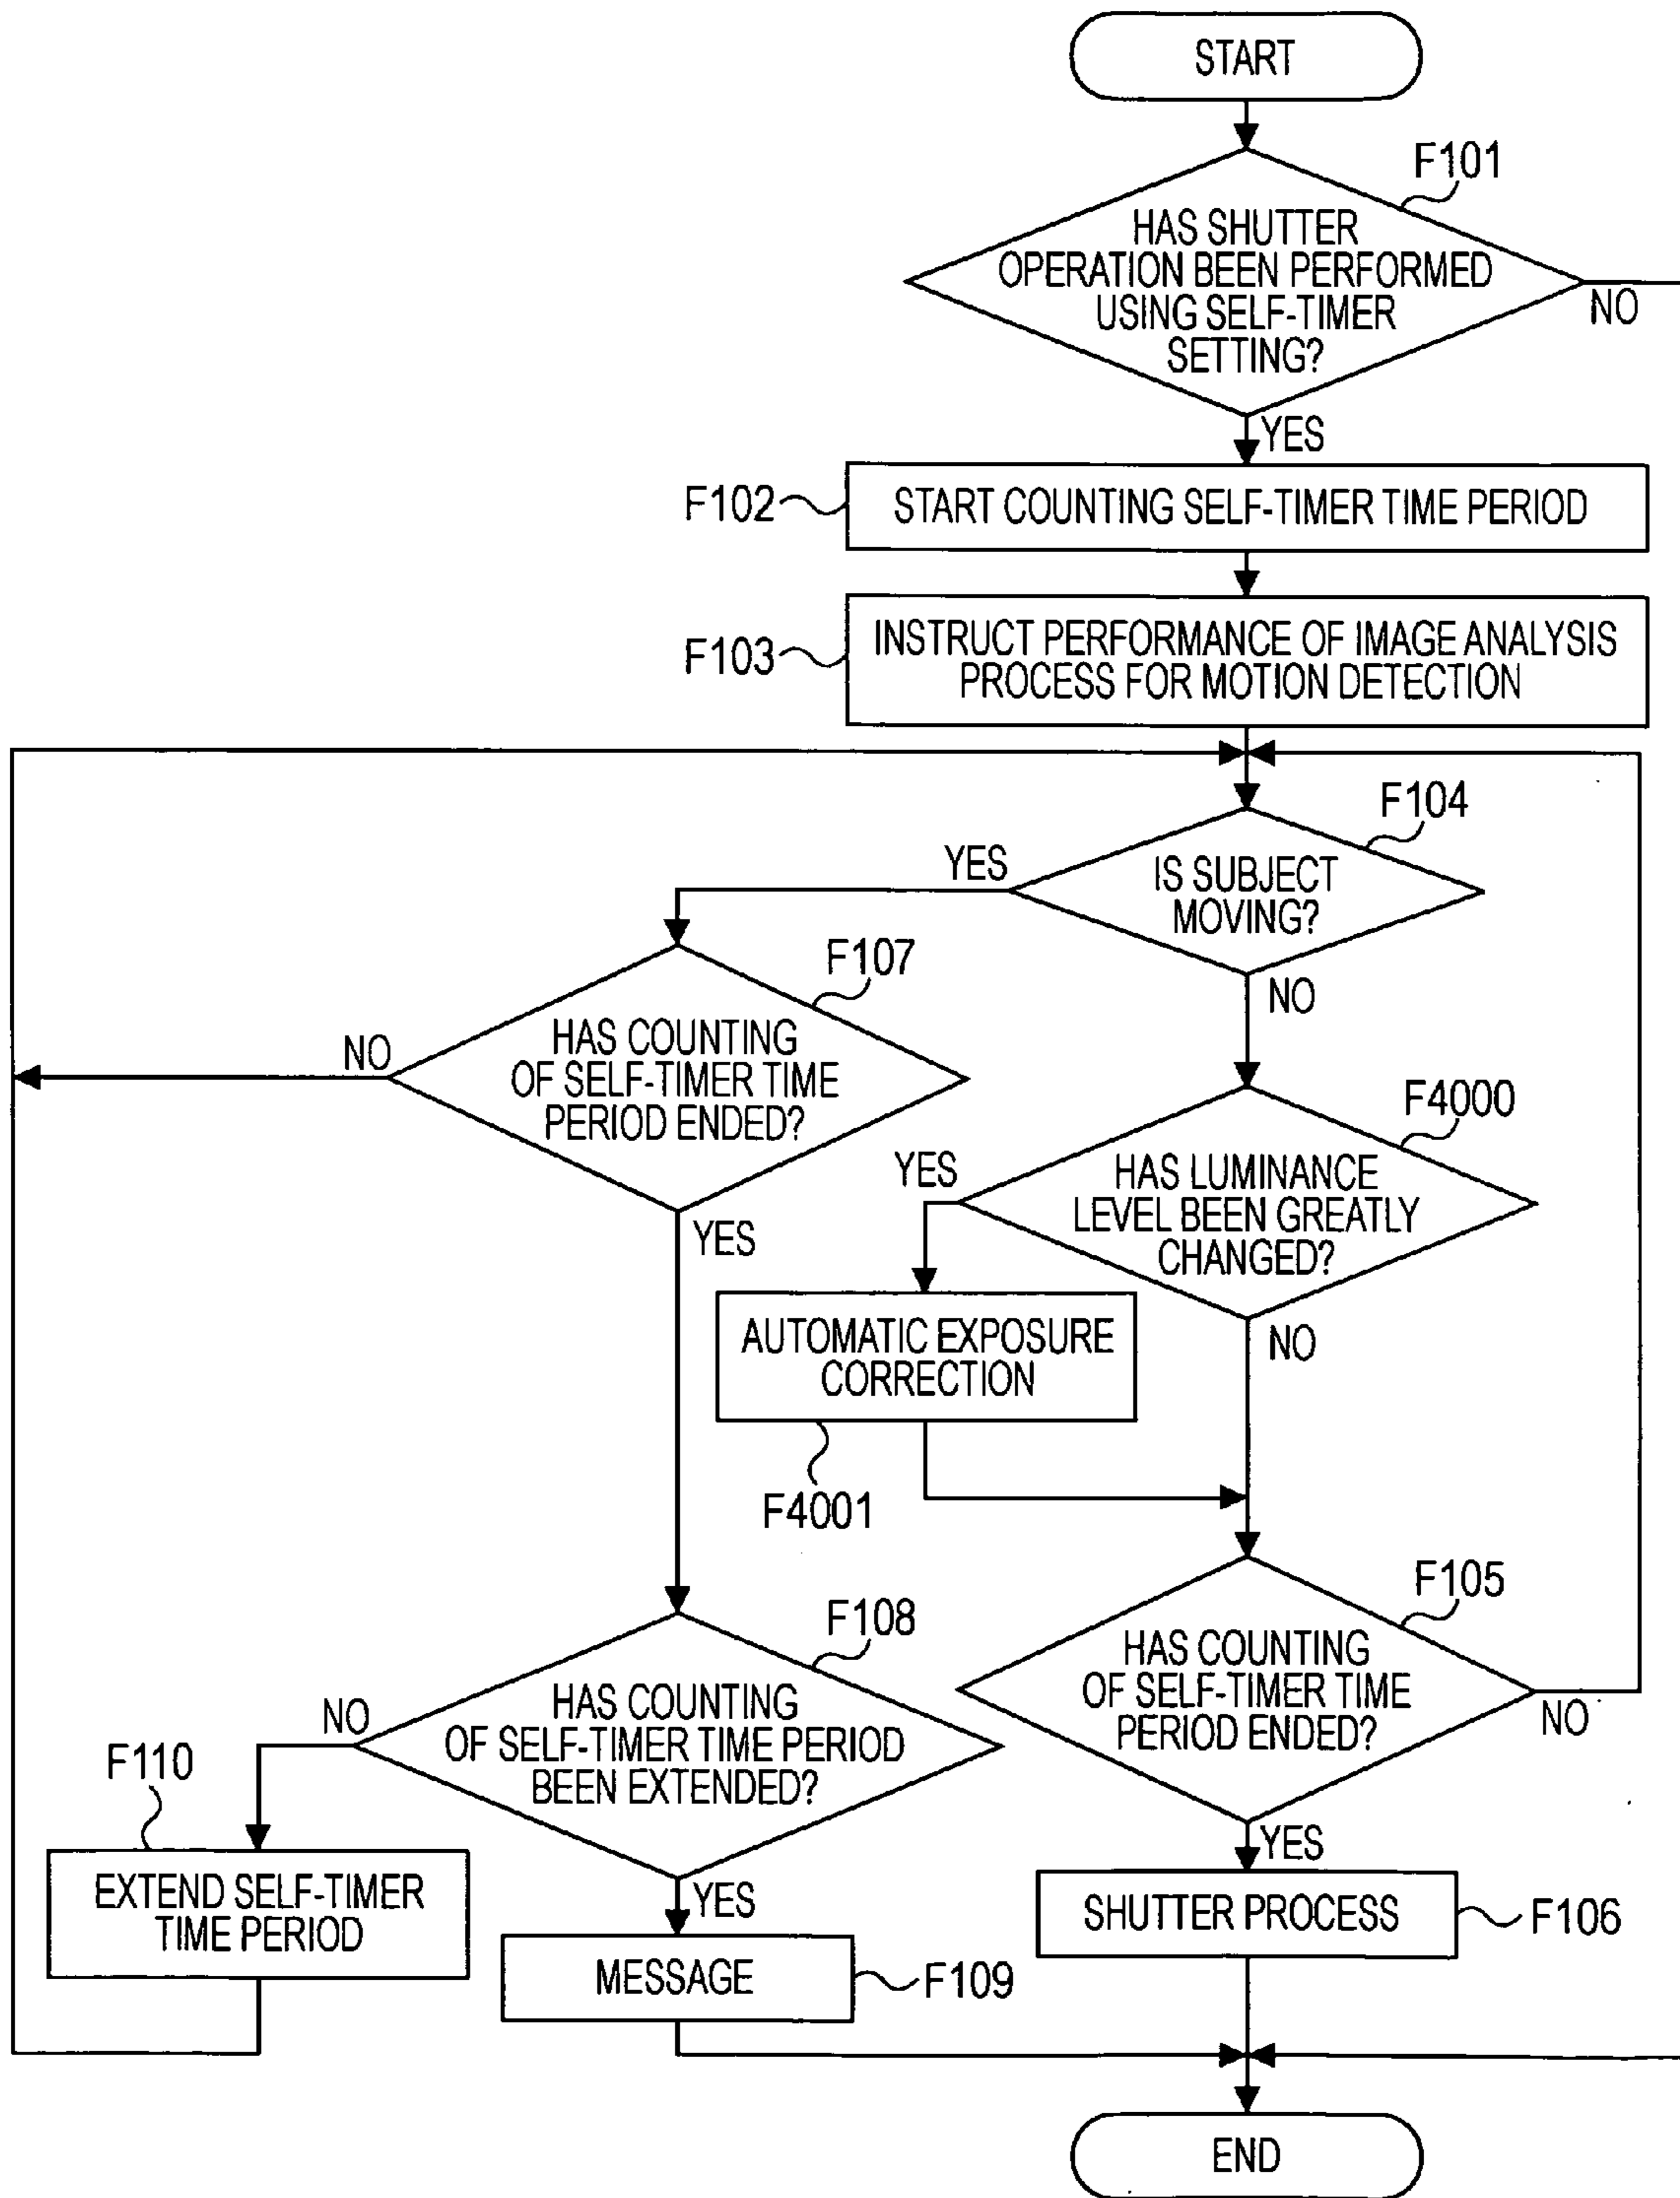 START
F101
HAS SHUTTER
OPERATION BEEN PERFORMED
USING SELF-TIMER
SETTING?
NO
YES
F102
START COUNTING SELF-TIMER TIME PERIOD
F103
INSTRUCT PERFORMANCE OF IMAGE ANALYSIS
PROCESS FOR MOTION DETECTION
F104
IS SUBJECT
MOVING?
YES
NO
F107
HAS COUNTING
OF SELF-TIMER TIME
PERIOD ENDED?
NO
YES
F4000
HAS LUMINANCE
LEVEL BEEN GREATLY
CHANGED?
YES
NO
AUTOMATIC EXPOSURE
CORRECTION
F4001
F105
HAS COUNTING
OF SELF-TIMER TIME
PERIOD ENDED?
NO
YES
F108
HAS COUNTING
OF SELF-TIMER TIME PERIOD
BEEN EXTENDED?
NO
YES
F110
EXTEND SELF-TIMER
TIME PERIOD
MESSAGE
F109
SHUTTER PROCESS
F106
END